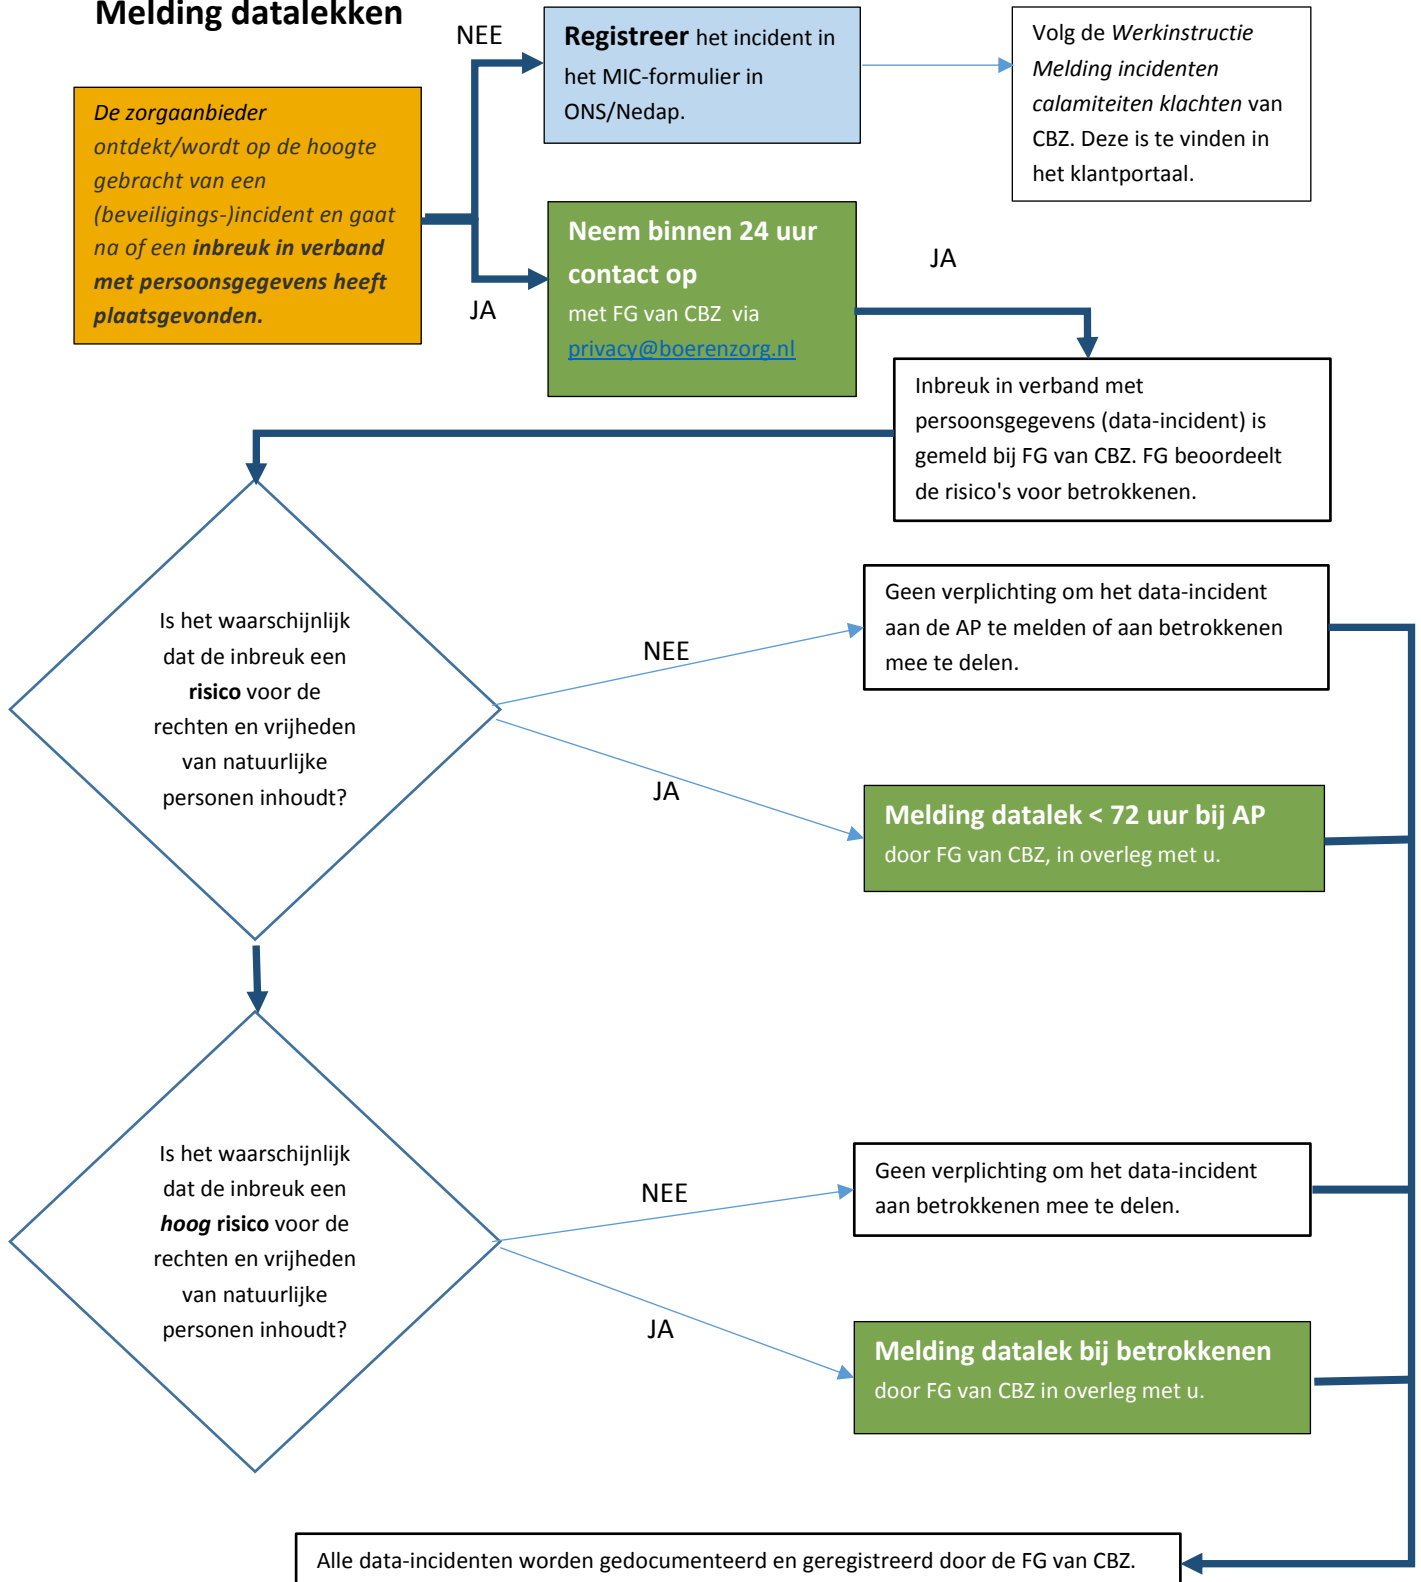 Melding datalekken
NEE
Registreer het incident in
het MIC-formulier in
ONS/Nedap.
Volg de Werkinstructie
Melding incidenten
calamiteiten klachten van
CBZ. Deze is te vinden in
het klantportaal.
De zorgaanbieder
ontdekt/wordt op de hoogte
gebracht van een
(beveiligings-)incident en gaat
na of een inbreuk in verband
met persoonsgegevens heeft
plaatsgevonden.
JA
Neem binnen 24 uur
contact op
met FG van CBZ  via
privacy@boerenzorg.nl
JA
Inbreuk in verband met
persoonsgegevens (data-incident) is
gemeld bij FG van CBZ. FG beoordeelt
de risico's voor betrokkenen.
Is het waarschijnlijk
dat de inbreuk een
risico voor de
rechten en vrijheden
van natuurlijke
personen inhoudt?
NEE
Geen verplichting om het data-incident
aan de AP te melden of aan betrokkenen
mee te delen.
JA
Melding datalek < 72 uur bij AP
door FG van CBZ, in overleg met u.
Is het waarschijnlijk
dat de inbreuk een
hoog risico voor de
rechten en vrijheden
van natuurlijke
personen inhoudt?
NEE
Geen verplichting om het data-incident
aan betrokkenen mee te delen.
JA
Melding datalek bij betrokkenen
door FG van CBZ in overleg met u.
Alle data-incidenten worden gedocumenteerd en geregistreerd door de FG van CBZ.